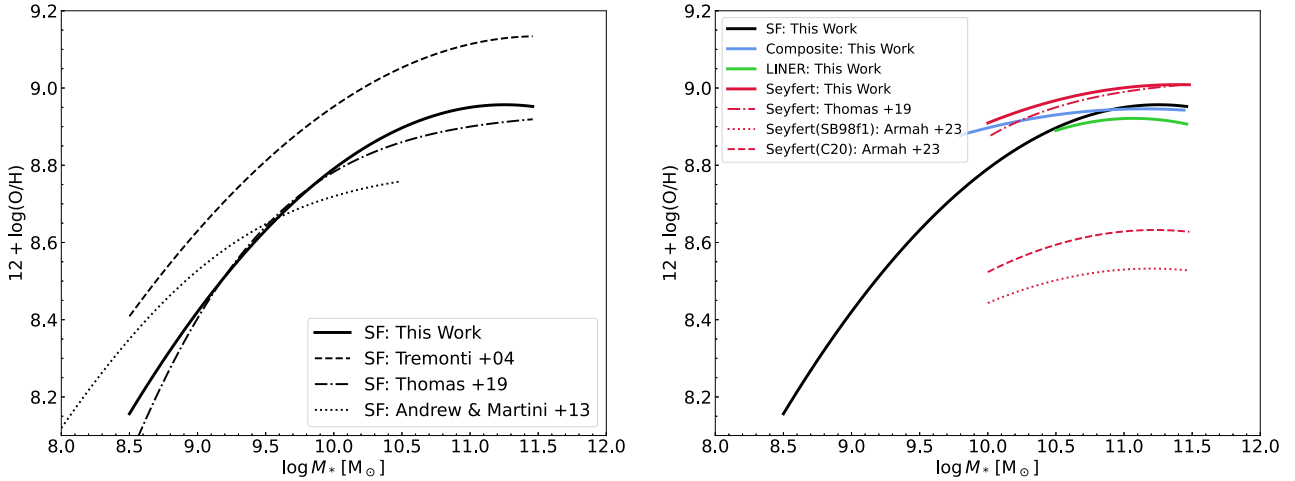 9.2
9.0
8.8
8.6
8.4
8.2
12 + log(O/H)
SF: This Work
SF: Tremonti +04
SF: Thomas +19
SF: Andrew & Martini +13
8.0 8.5 9.0 9.5 10.0 10.5 11.0 11.5 12.0
log M* [M⊙]
9.2
9.0
8.8
8.6
8.4
8.2
12 + log(O/H)
SF: This Work
Composite: This Work
LINER: This Work
Seyfert: This Work
Seyfert: Thomas +19
Seyfert(SB98f1): Armah +23
Seyfert(C20): Armah +23
8.0 8.5 9.0 9.5 10.0 10.5 11.0 11.5 12.0
log M* [M⊙]